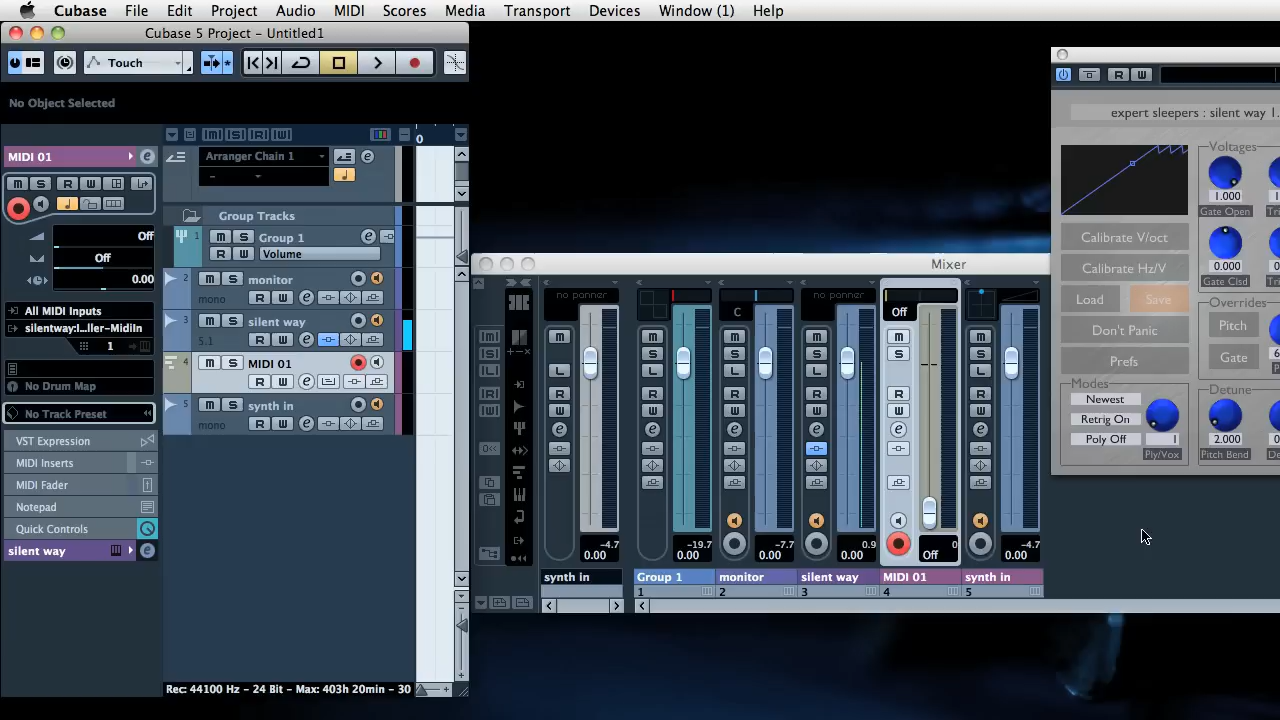 Cubase File Edit Project Audio MIDI Scores Media Transport Devices Window (1) Help
Cubase 5 Project - Untitled1
Touch
No Object Selected
0
MIDI 01
M S R W
Off
Off
0.00
All MIDI Inputs
silentway:I...ller-MidiIn
1
No Drum Map
No Track Preset
VST Expression
MIDI Inserts
MIDI Fader
Notepad
Quick Controls
silent way
[M] [S] [R] [W]
Arranger Chain 1
-
Group Tracks
1 M S Group 1
R W Volume
2 M S monitor
mono R W
3 M S silent way
5.1 R W
4 M S MIDI 01
R W
5 M S synth in
mono R W
Rec: 44100 Hz - 24 Bit - Max: 403h 20min - 30
Mixer
no panner C no panner Off
[M] M M M M M M
[S] S S S S S
[L] L L L L L
[R] R R R R R
[W] W W W W W
-4.7 -19.7 -7.7 0.9 0 -4.7
0.00 0.00 0.00 0.00 Off 0.00
synth in Group 1 monitor silent way MIDI 01 synth in
1 2 3 4 5
R W
expert sleepers : silent way 1.
Voltages
1.000
Gate Open Tri
Calibrate V/oct
Calibrate Hz/V
0.000
Gate Clsd
Load Save
Overrides
Don't Panic
Pitch
Prefs
Gate
Modes
Newest
Retrig On
Poly Off 1
Ply/Vox
Detune
2.000
Pitch Bend